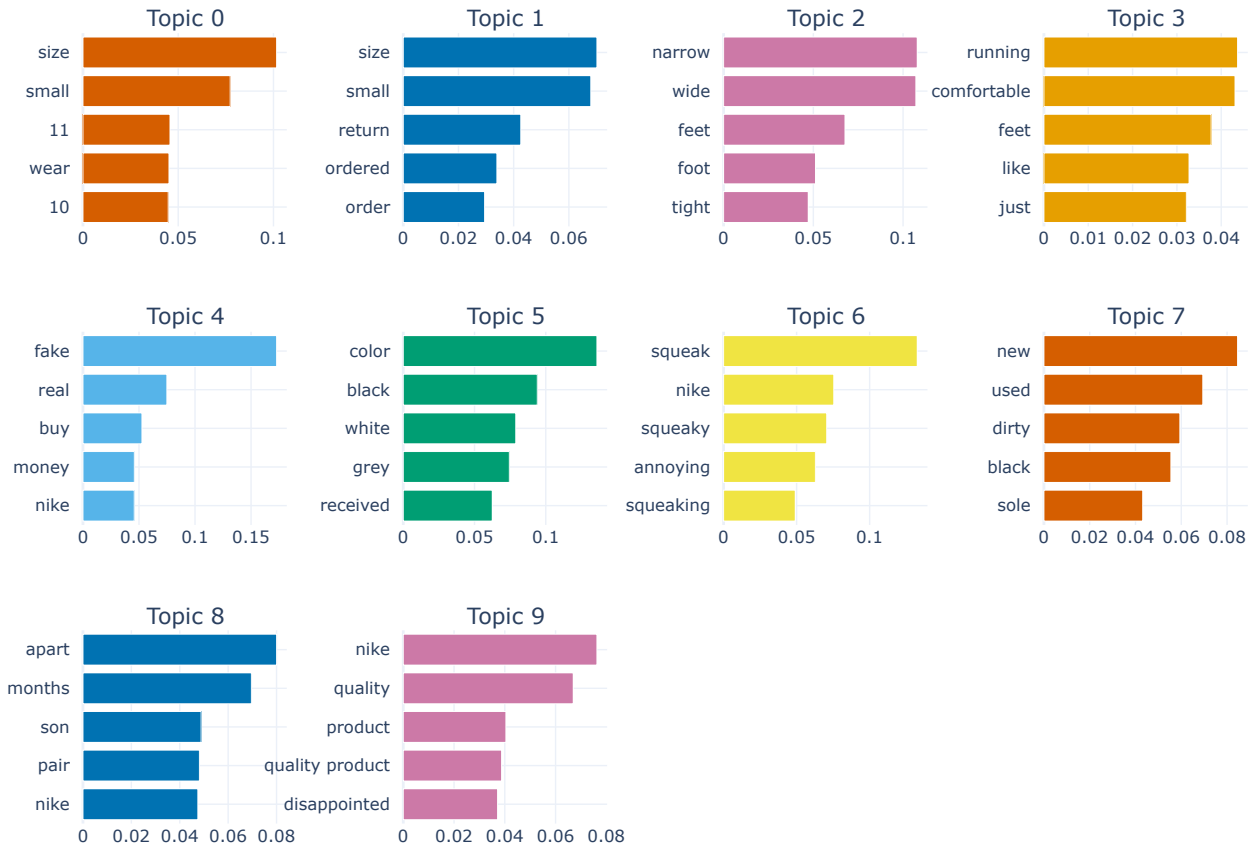 Topic 0
size
small
11
wear
10
0 0.05 0.1
Topic 1
size
small
return
ordered
order
0 0.02 0.04 0.06
Topic 2
narrow
wide
feet
foot
tight
0 0.05 0.1
Topic 3
running
comfortable
feet
like
just
0 0.01 0.02 0.03 0.04
Topic 4
fake
real
buy
money
nike
0 0.05 0.1 0.15
Topic 5
color
black
white
grey
received
0 0.05 0.1
Topic 6
squeak
nike
squeaky
annoying
squeaking
0 0.05 0.1
Topic 7
new
used
dirty
black
sole
0 0.02 0.04 0.06 0.08
Topic 8
apart
months
son
pair
nike
0 0.02 0.04 0.06 0.08
Topic 9
nike
quality
product
quality product
disappointed
0 0.02 0.04 0.06 0.08